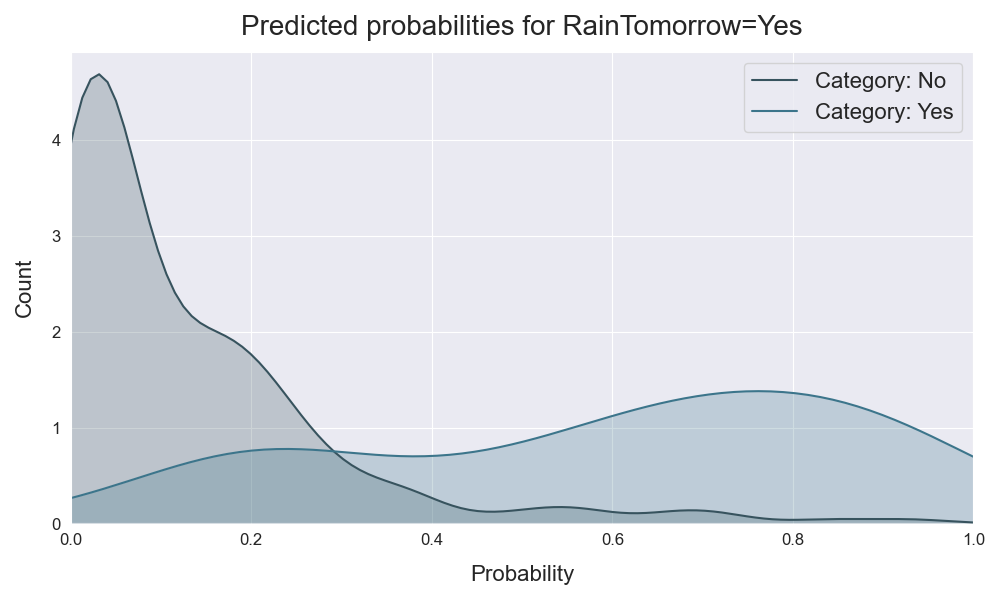 Predicted probabilities for RainTomorrow=Yes
Category: No
Category: Yes
Count
4
3
2
1
0
0.0 0.2 0.4 0.6 0.8 1.0
Probability